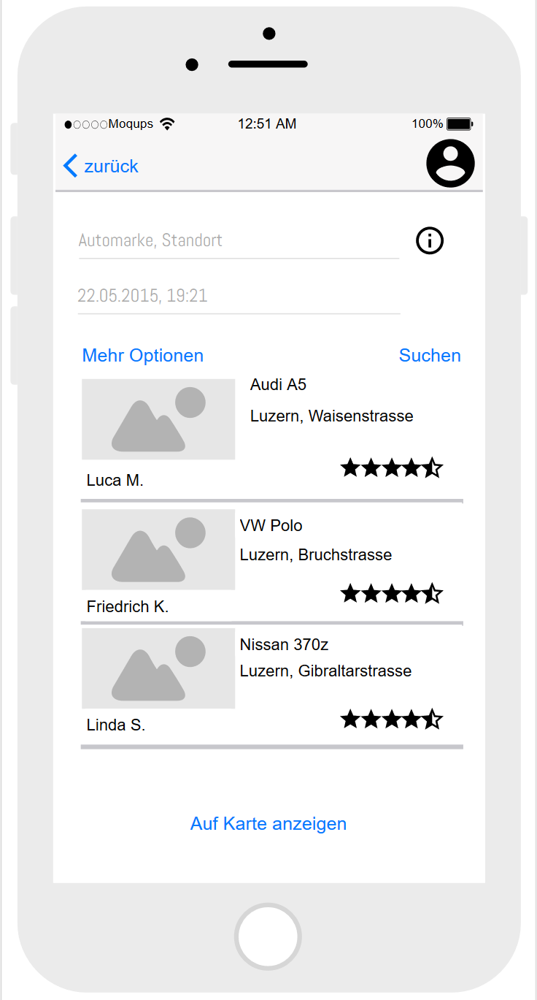 Moqups 12:51 AM 100%
zurück
Automarke, Standort
22.05.2015, 19:21
Mehr Optionen Suchen
Audi A5
Luzern, Waisenstrasse
Luca M.
VW Polo
Luzern, Bruchstrasse
Friedrich K.
Nissan 370z
Luzern, Gibraltarstrasse
Linda S.
Auf Karte anzeigen